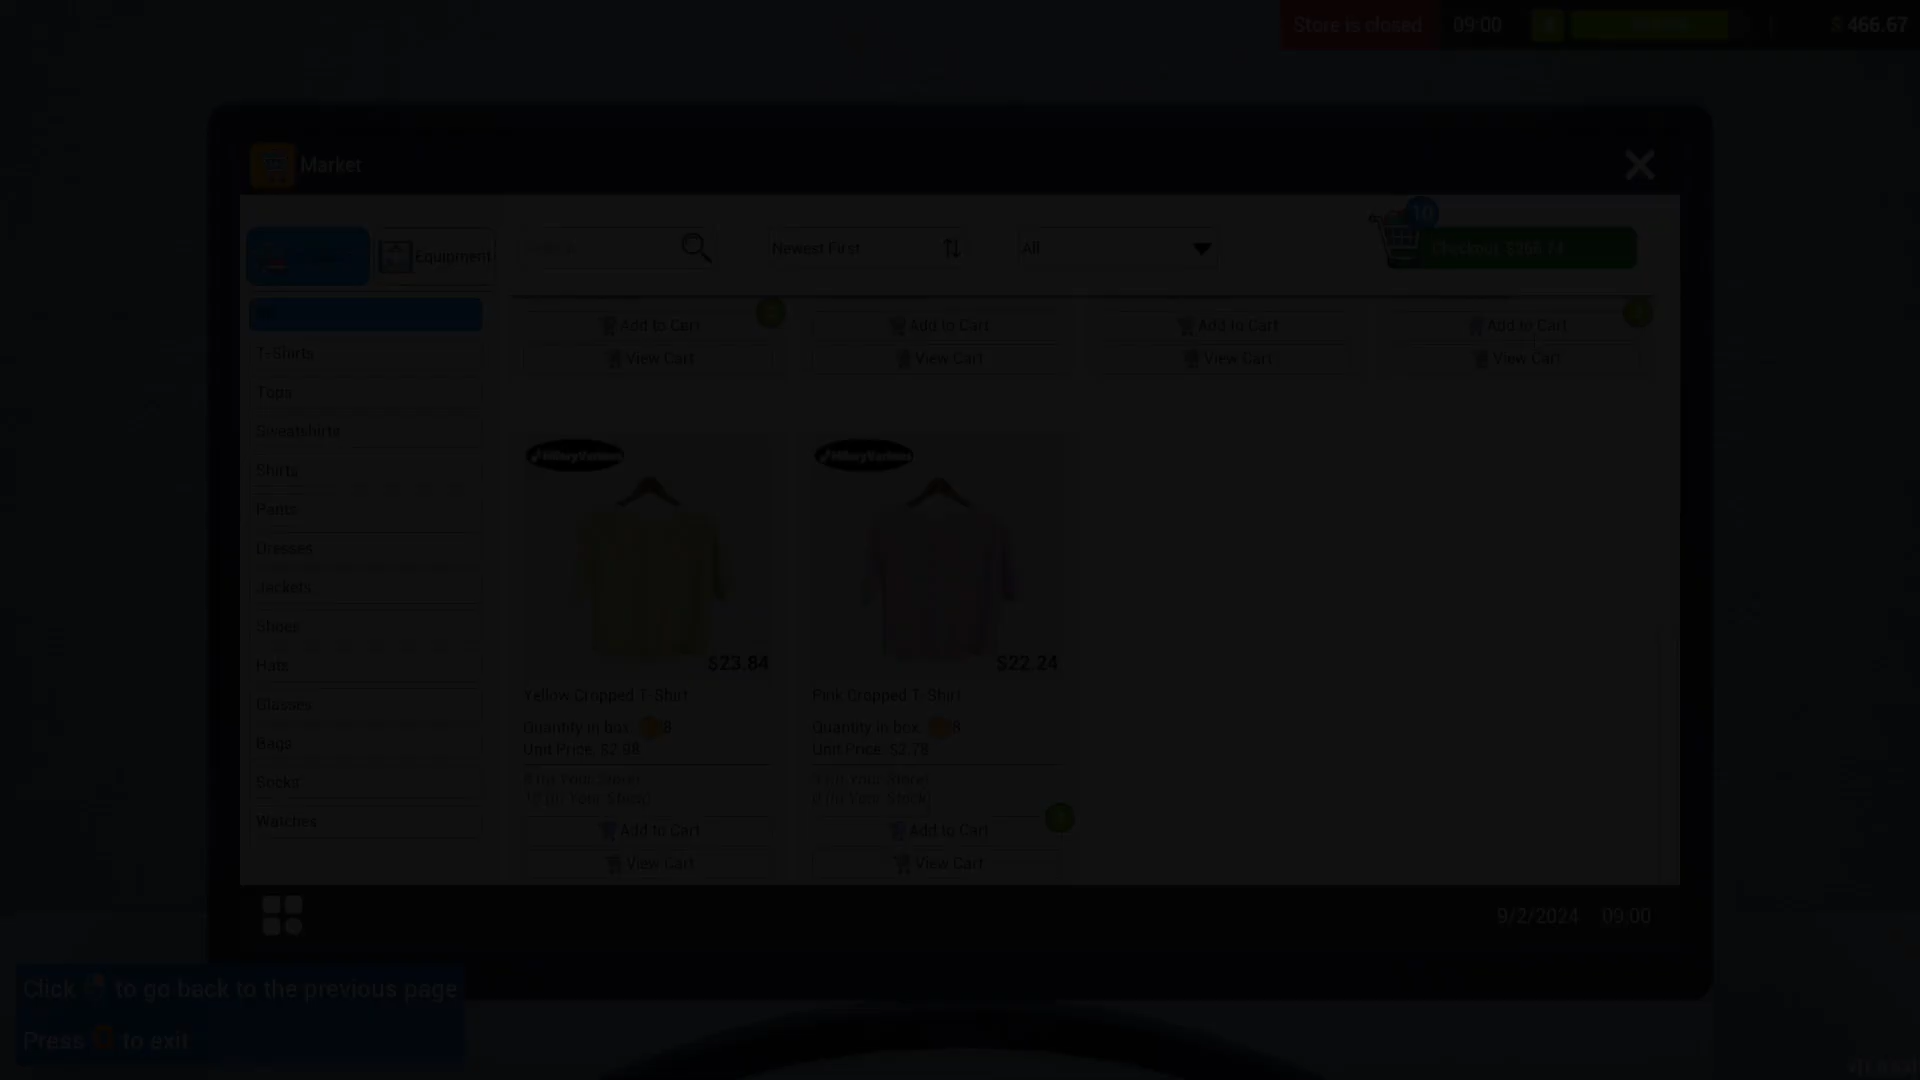 Store is closed 09:00 $ 466.67
Market
Equipment
Newest First
All
10
T-Shirts
Tops
Sweatshirts
Shirts
Pants
Dresses
Jackets
Shoes
Hats
Glasses
Bags
Socks
Watches
Add to Cart
View Cart
Add to Cart
View Cart
Add to Cart
View Cart
Add to Cart
View Cart
$23.84
Yellow Cropped T-Shirt
Quantity in box: 8
Unit Price: $2.98
Add to Cart
View Cart
$22.24
Pink Cropped T-Shirt
Quantity in box: 8
Unit Price: $2.78
Add to Cart
View Cart
9/2/2024 09:00
Click to go back to the previous page
Press to exit